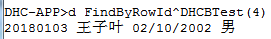 DHC-APP>d FindByRowId^DHCBTest(4)
20180103 王子叶 02/10/2002 男